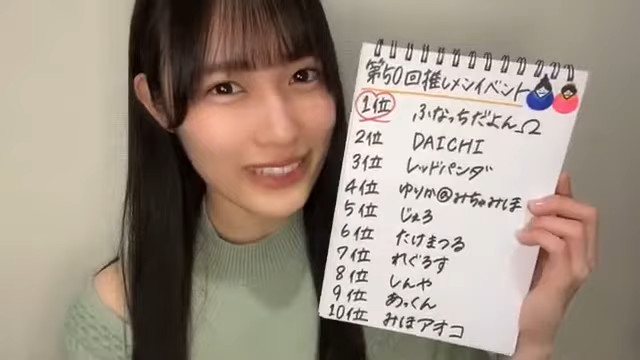 第50回推しメンイベント
1位 ふなっちだよんΩ
2位 DAICHI
3位 レッドパンダ
4位 ゆりか@みちゅみしま
5位 じぇろ
6位 たけまつる
7位 れぐろす
8位 しんや
9位 あっくん
10位 みほアオコ